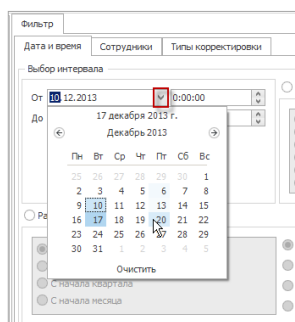 Фильтр
Дата и время Сотрудники Типы корректировки
Выбор интервала
От 10.12.2013 0:00:00
До
17 декабря 2013 г.
Декабрь 2013
Пн Вт Ср Чт Пт Сб Вс
25 26 27 28 29 30 1
2 3 4 5 6 7 8
9 10 11 12 13 14 15
16 17 18 19 20 21 22
23 24 25 26 27 28 29
30 31 1 2 3 4 5
Очистить
Ра
С начала квартала
С начала месяца